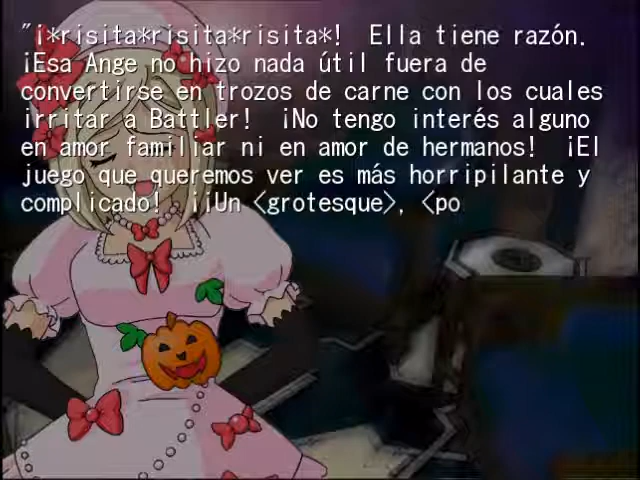 "¡*risita*risita*risita*!  Ella tiene razón.
¡Esa Ange no hizo nada útil fuera de
convertirse en trozos de carne con los cuales
irritar a Battler!  ¡No tengo interés alguno
en amor familiar ni en amor de hermanos!  ¡El
juego que queremos ver es más horripilante y
complicado!  ¡¡Un <grotesque>, <po